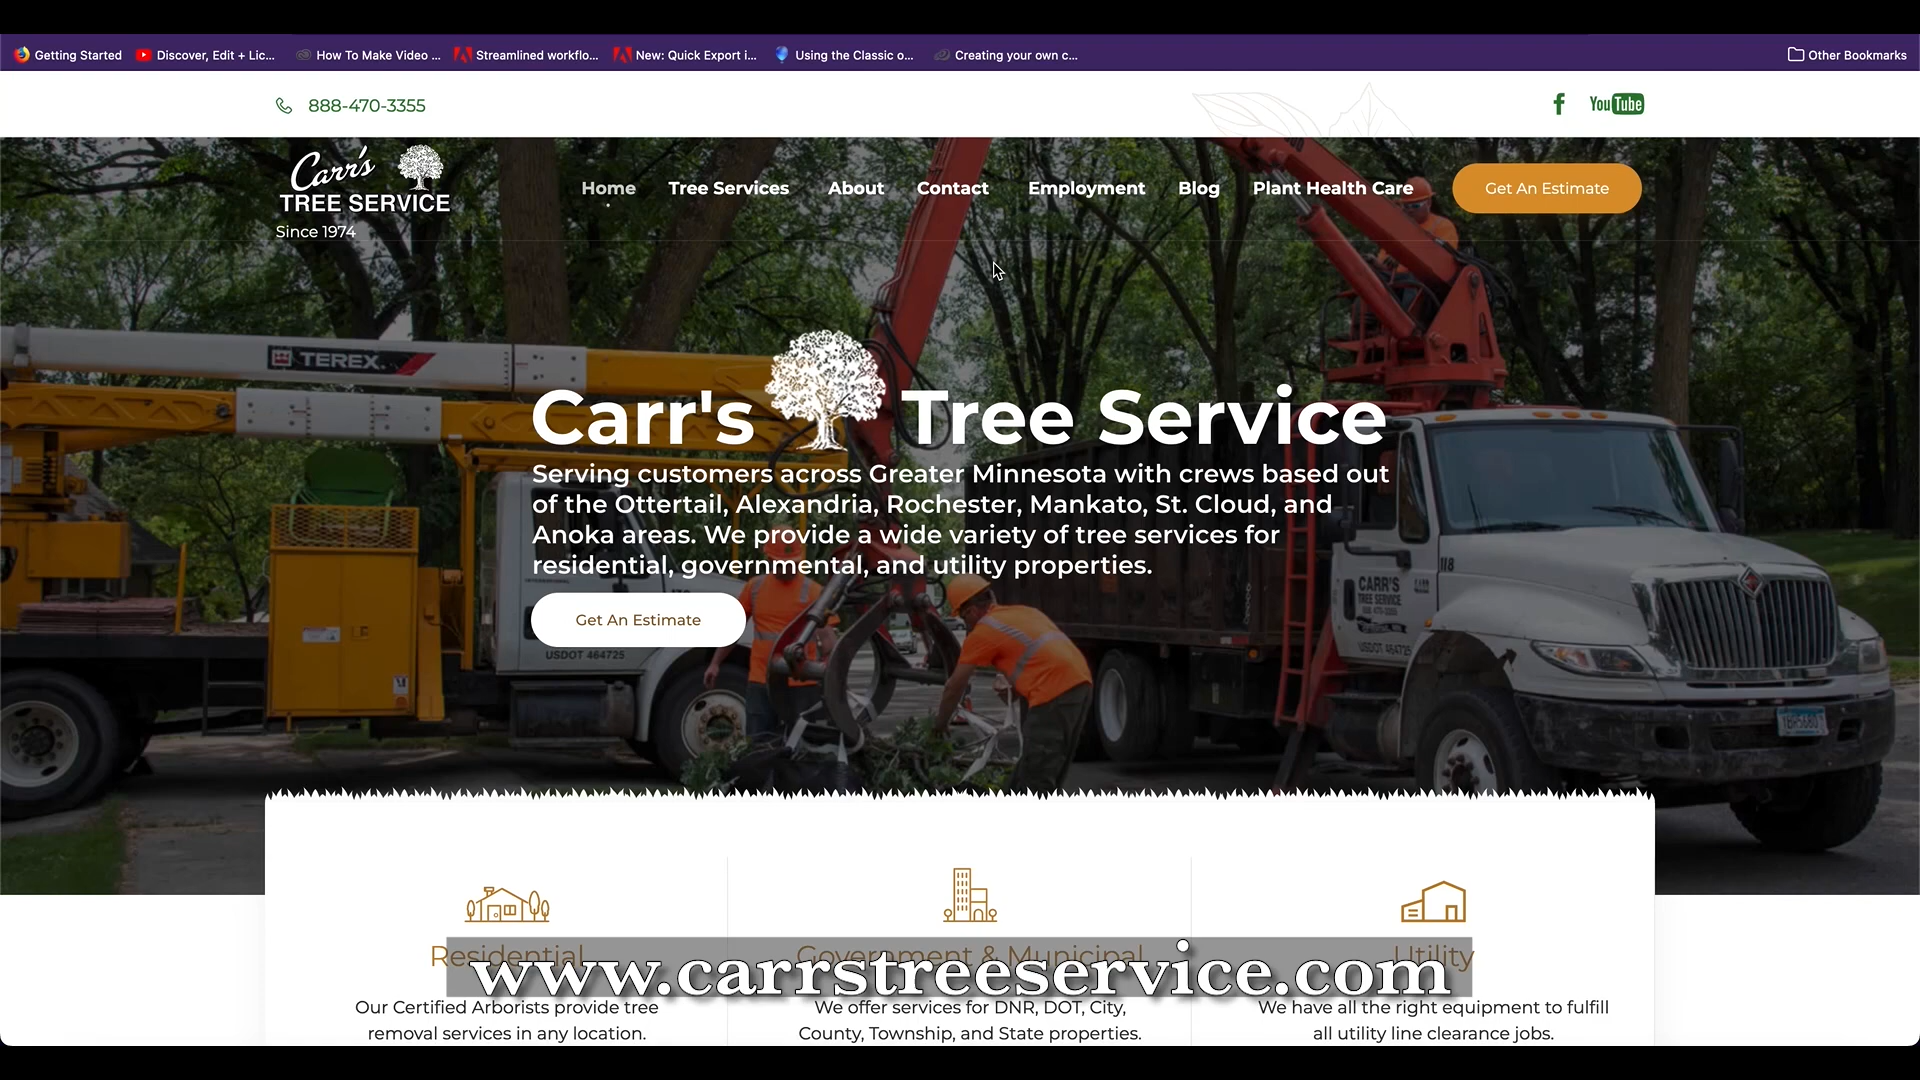 Getting Started
Discover, Edit + Lic...
How To Make Video ...
Streamlined workflo...
New: Quick Export i...
Using the Classic o...
Creating your own c...
Other Bookmarks
888-470-3355
f
YouTube
Carr's
TREE SERVICE
Since 1974
Home
Tree Services
About
Contact
Employment
Blog
Plant Health Care
Get An Estimate
TEREX
Carr's Tree Service
Serving customers across Greater Minnesota with crews based out
of the Ottertail, Alexandria, Rochester, Mankato, St. Cloud, and
Anoka areas. We provide a wide variety of tree services for
residential, governmental, and utility properties.
Get An Estimate
USDOT 464725
118
CARR'S
TREE SERVICE
USDOT 464725
Residential
Government & Municipal
Utility
www.carrstreeservice.com
Our Certified Arborists provide tree
removal services in any location.
We offer services for DNR, DOT, City,
County, Township, and State properties.
We have all the right equipment to fulfill
all utility line clearance jobs.